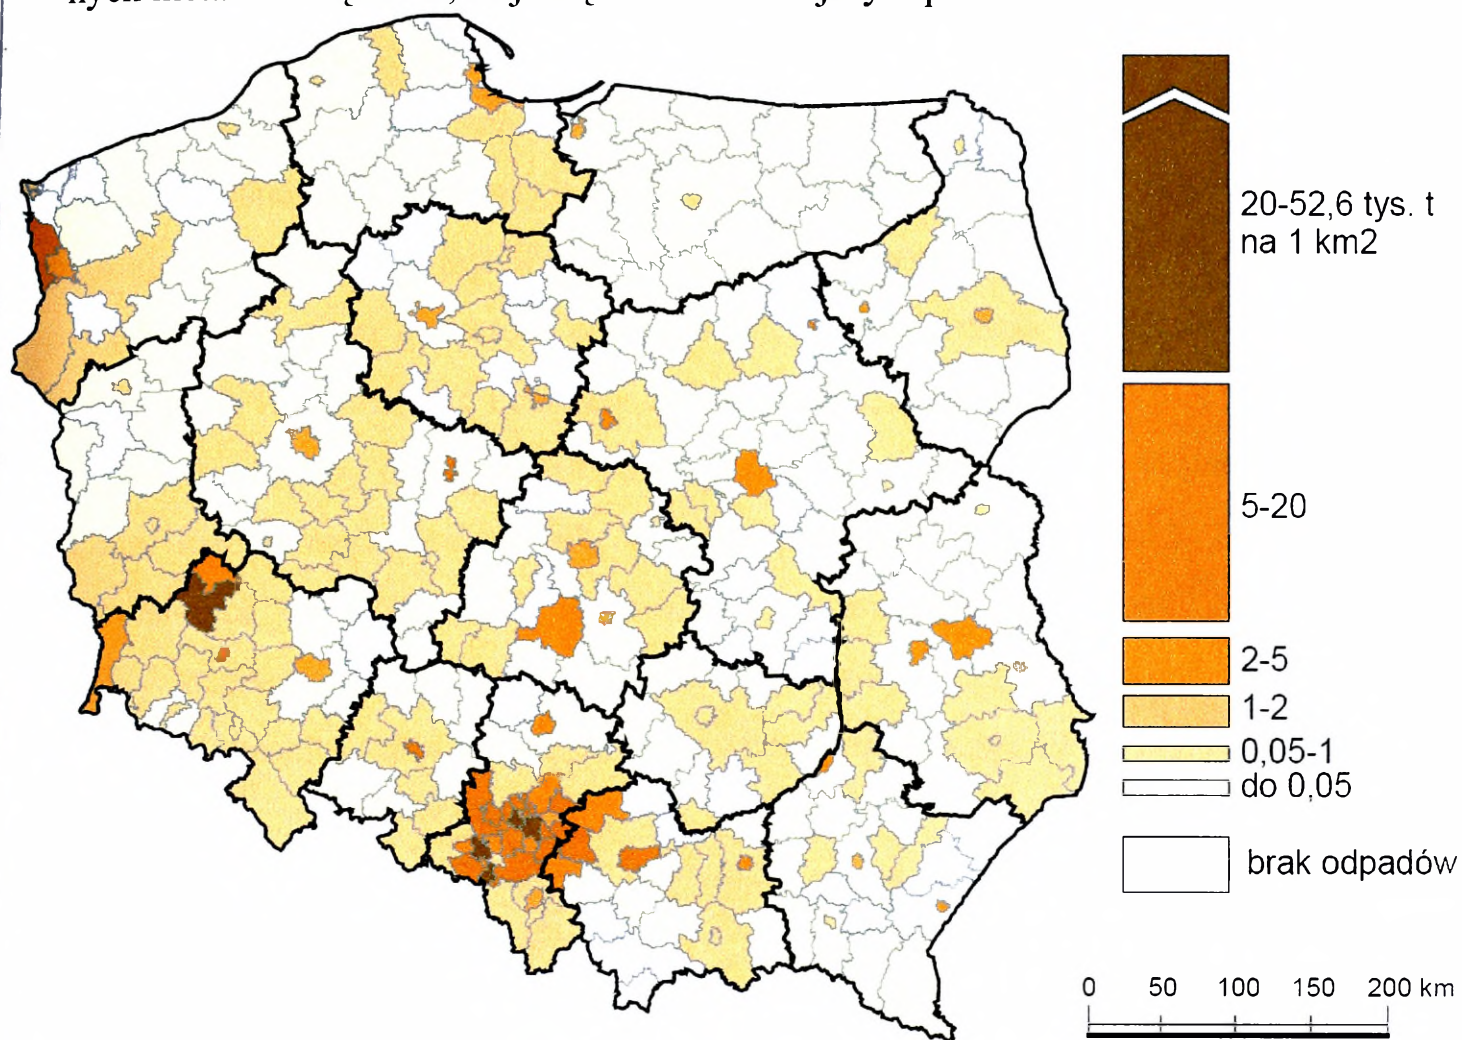 20-52,6 tys. t
na 1 km2
5-20
2-5
1-2
0,05-1
do 0,05
brak odpadów
0 50 100 150 200 km